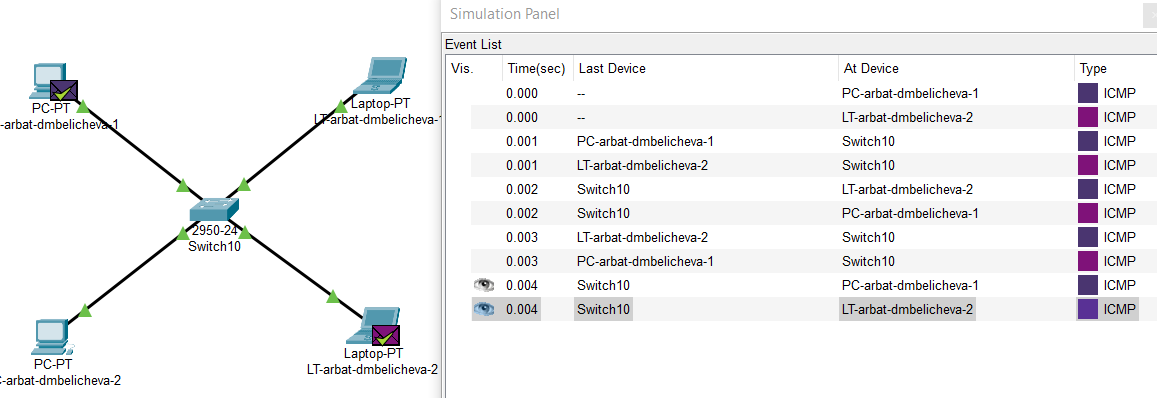 Simulation Panel
Event List
Vis. Time(sec) Last Device At Device Type
0.000 -- PC-arbat-dmbelicheva-1 ICMP
0.000 -- LT-arbat-dmbelicheva-2 ICMP
0.001 PC-arbat-dmbelicheva-1 Switch10 ICMP
0.001 LT-arbat-dmbelicheva-2 Switch10 ICMP
0.002 Switch10 LT-arbat-dmbelicheva-2 ICMP
0.002 Switch10 PC-arbat-dmbelicheva-1 ICMP
0.003 LT-arbat-dmbelicheva-2 Switch10 ICMP
0.003 PC-arbat-dmbelicheva-1 Switch10 ICMP
0.004 Switch10 PC-arbat-dmbelicheva-1 ICMP
0.004 Switch10 LT-arbat-dmbelicheva-2 ICMP
PC-PT
-arbat-dmbelicheva-1
Laptop-PT
LT-arbat-dmbelicheva-1
2950-24
Switch10
PC-PT
C-arbat-dmbelicheva-2
Laptop-PT
LT-arbat-dmbelicheva-2